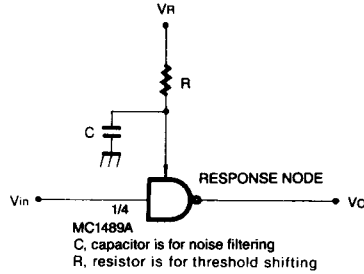 VR
R
C
RESPONSE NODE
Vin
1/4
VO
MC1489A
C, capacitor is for noise filtering
R, resistor is for threshold shifting